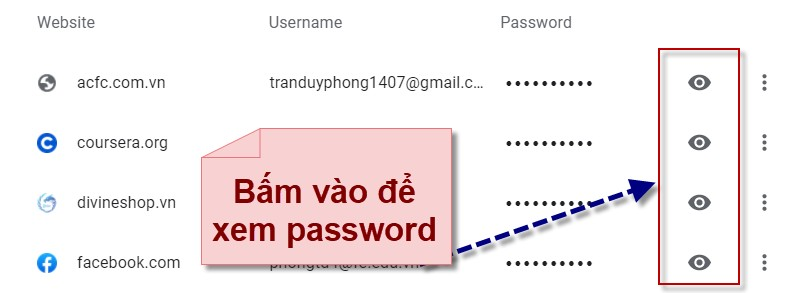 Website Username Password
acfc.com.vn tranduyphong1407@gmail.c... ••••••••••
coursera.org ••••••••••
divineshop.vn ••••••••••
Bấm vào để
xem password
facebook.com ••••••••••